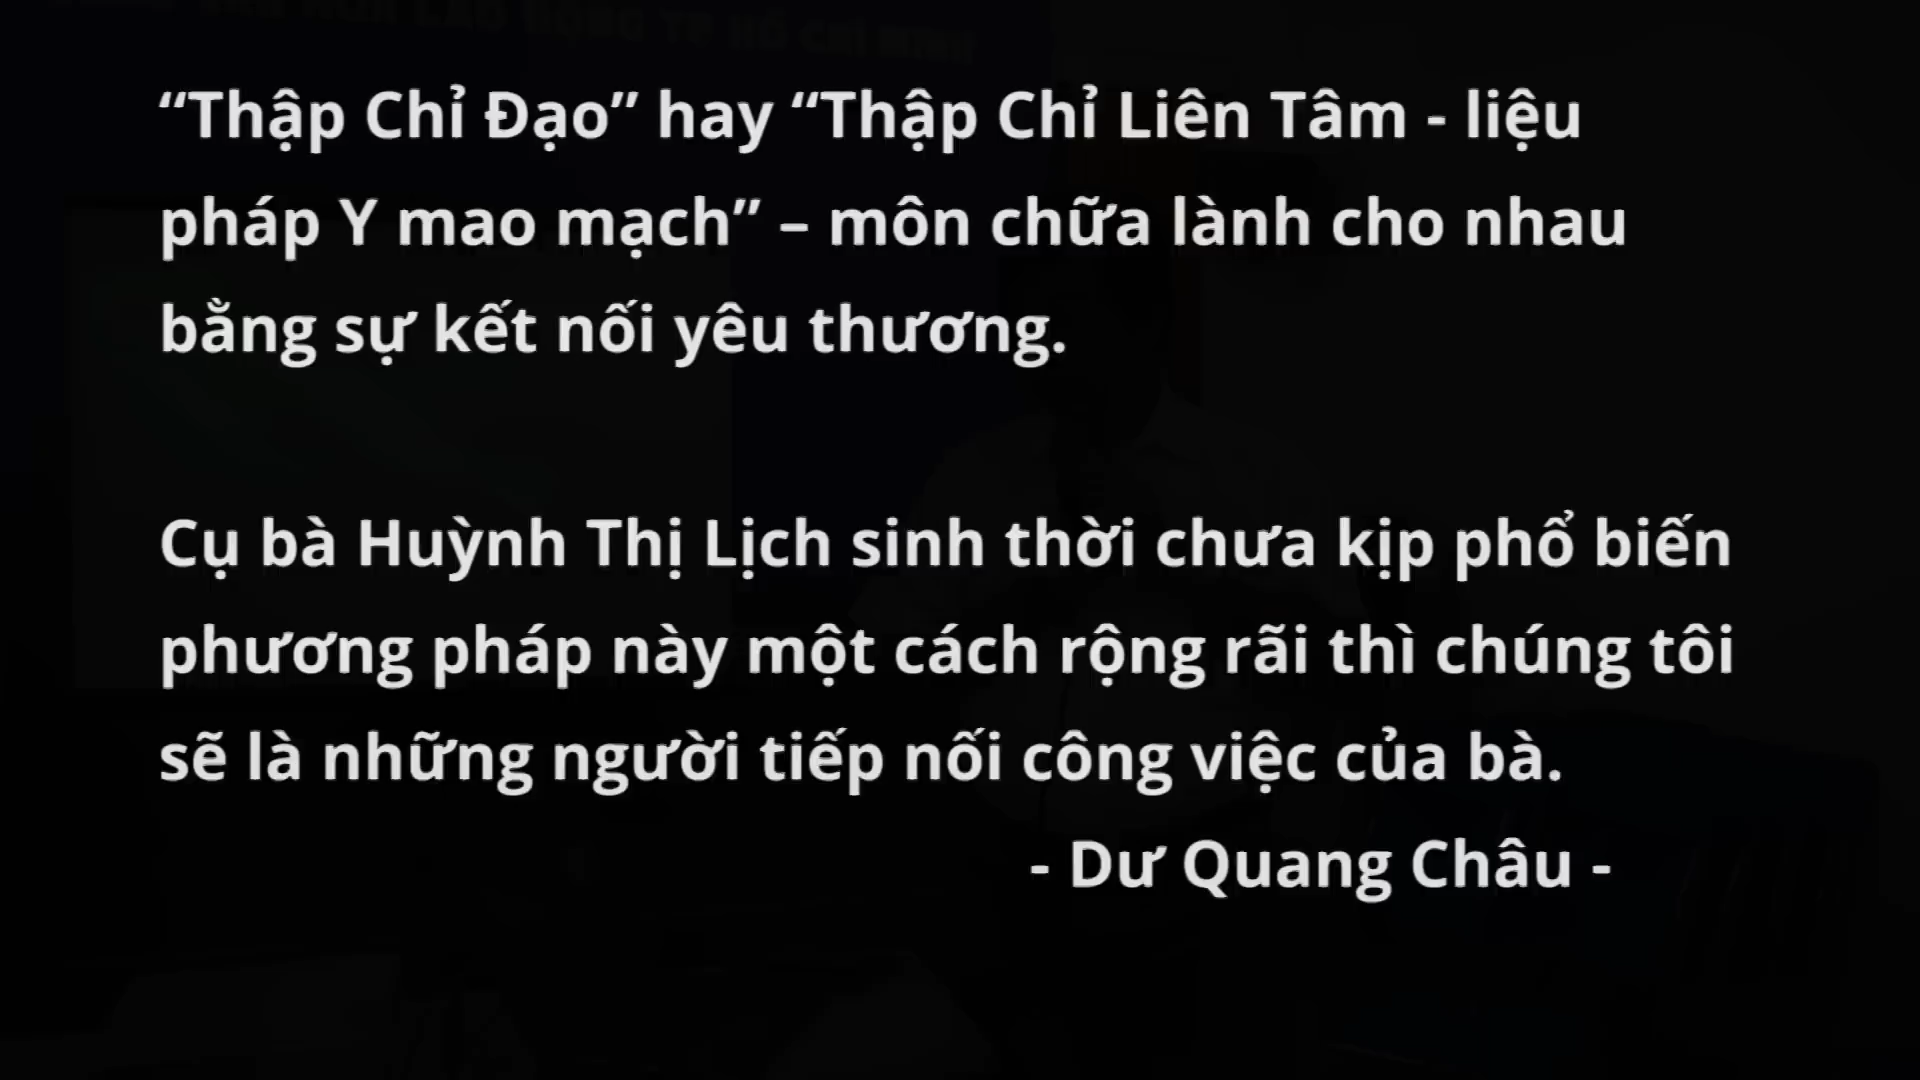 “Thập Chỉ Đạo” hay “Thập Chỉ Liên Tâm - liệu
pháp Y mao mạch” – môn chữa lành cho nhau
bằng sự kết nối yêu thương.
Cụ bà Huỳnh Thị Lịch sinh thời chưa kịp phổ biến
phương pháp này một cách rộng rãi thì chúng tôi
sẽ là những người tiếp nối công việc của bà.
- Dư Quang Châu -